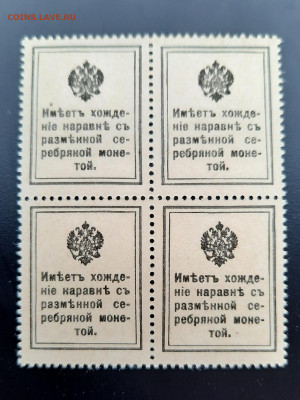 COINS.LAVE.RU
Имѣетъ хожде-
ніе наравнѣ съ
размѣнной се-
ребряной моне-
той.
Имѣетъ хожде-
ніе наравнѣ съ
размѣнной се-
ребряной моне-
той.
Имѣетъ хожде-
ніе наравнѣ съ
размѣнной се-
ребряной моне-
той.
Имѣетъ хожде-
ніе наравнѣ съ
размѣнной се-
ребряной моне-
той.